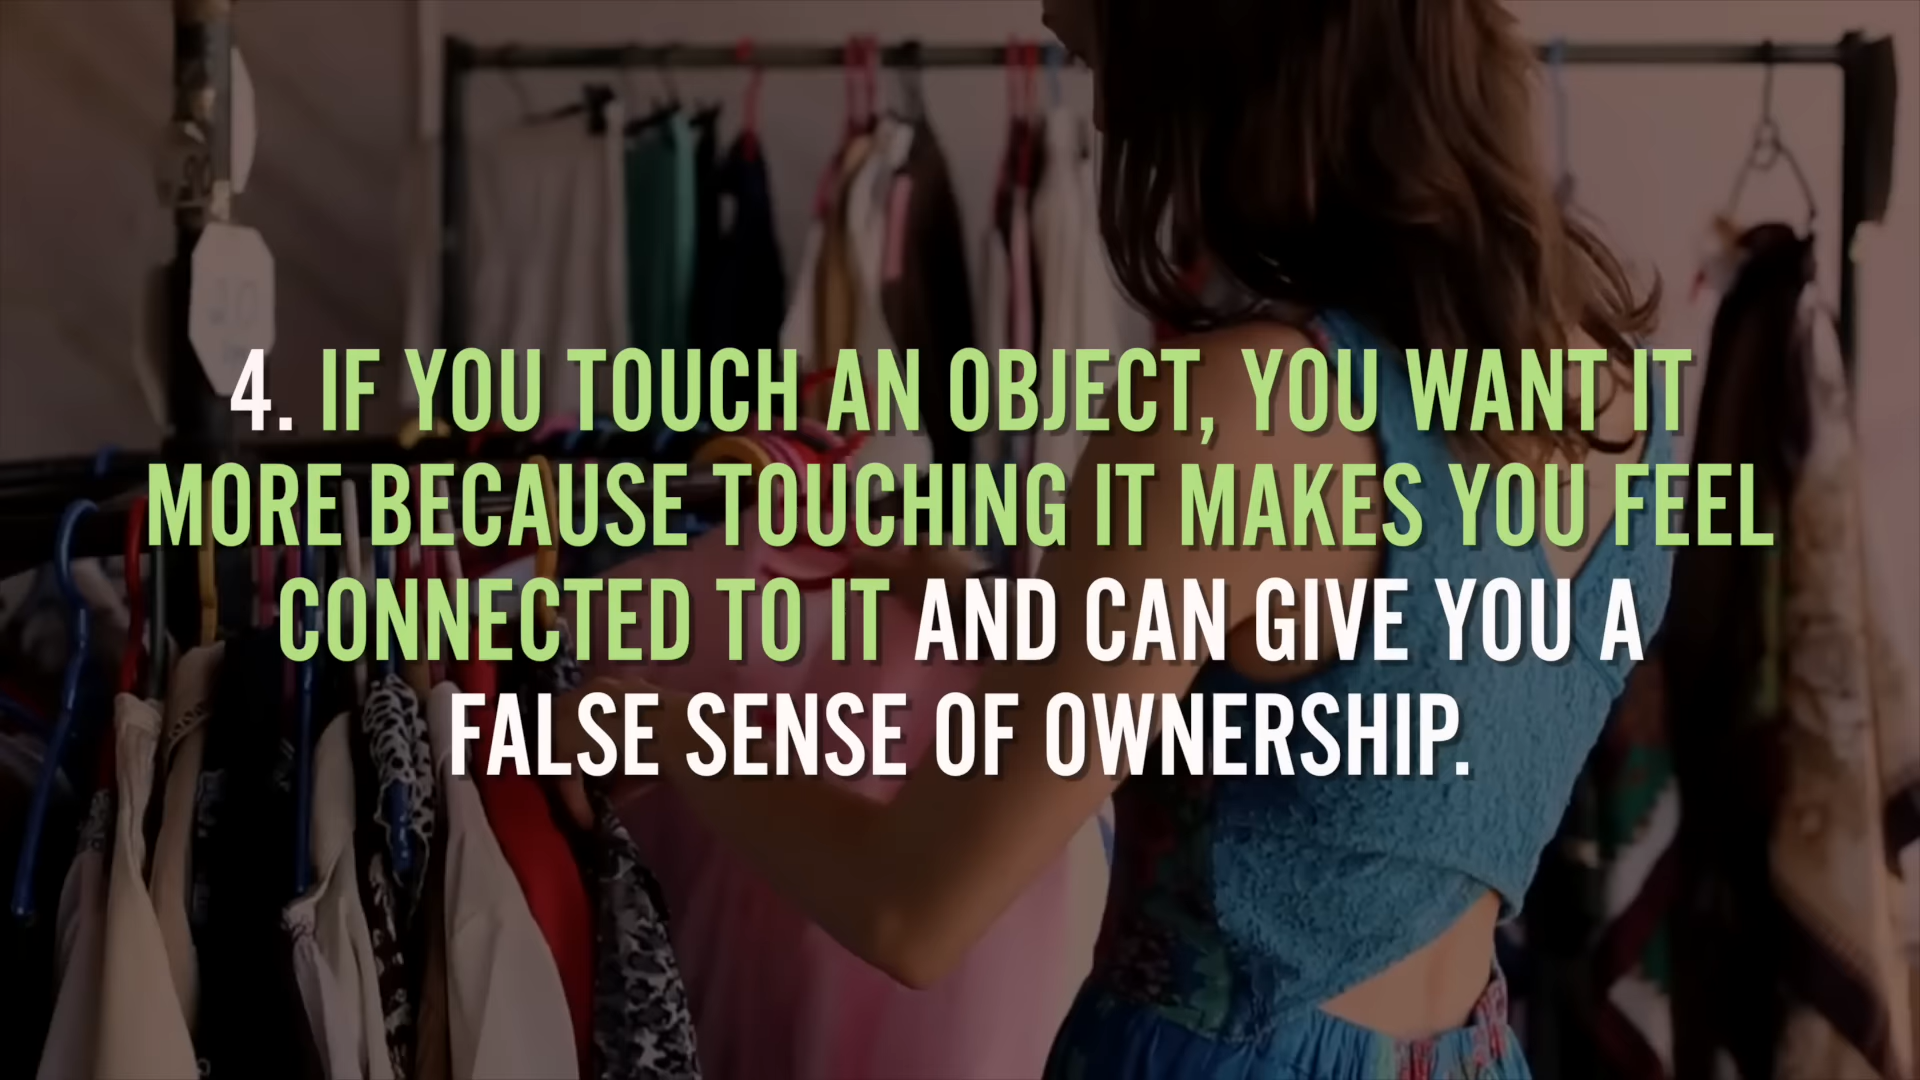 4. IF YOU TOUCH AN OBJECT, YOU WANT IT
MORE BECAUSE TOUCHING IT MAKES YOU FEEL
CONNECTED TO IT AND CAN GIVE YOU A
FALSE SENSE OF OWNERSHIP.